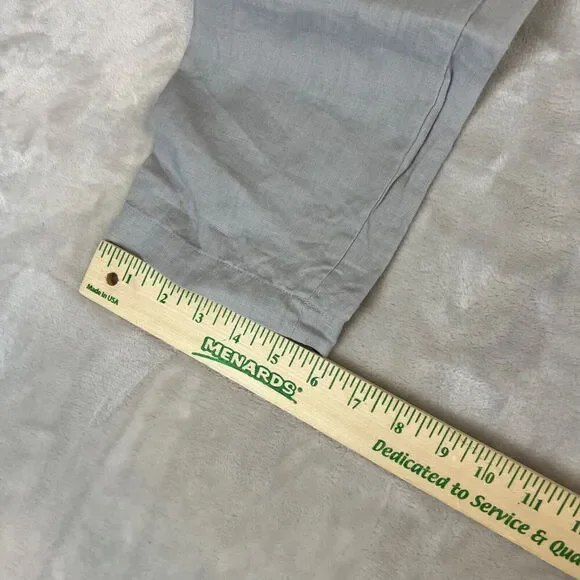 1 2 3 4 5 6 7 8 9 10 11
Made in USA
MENARDS®
Dedicated to Service &